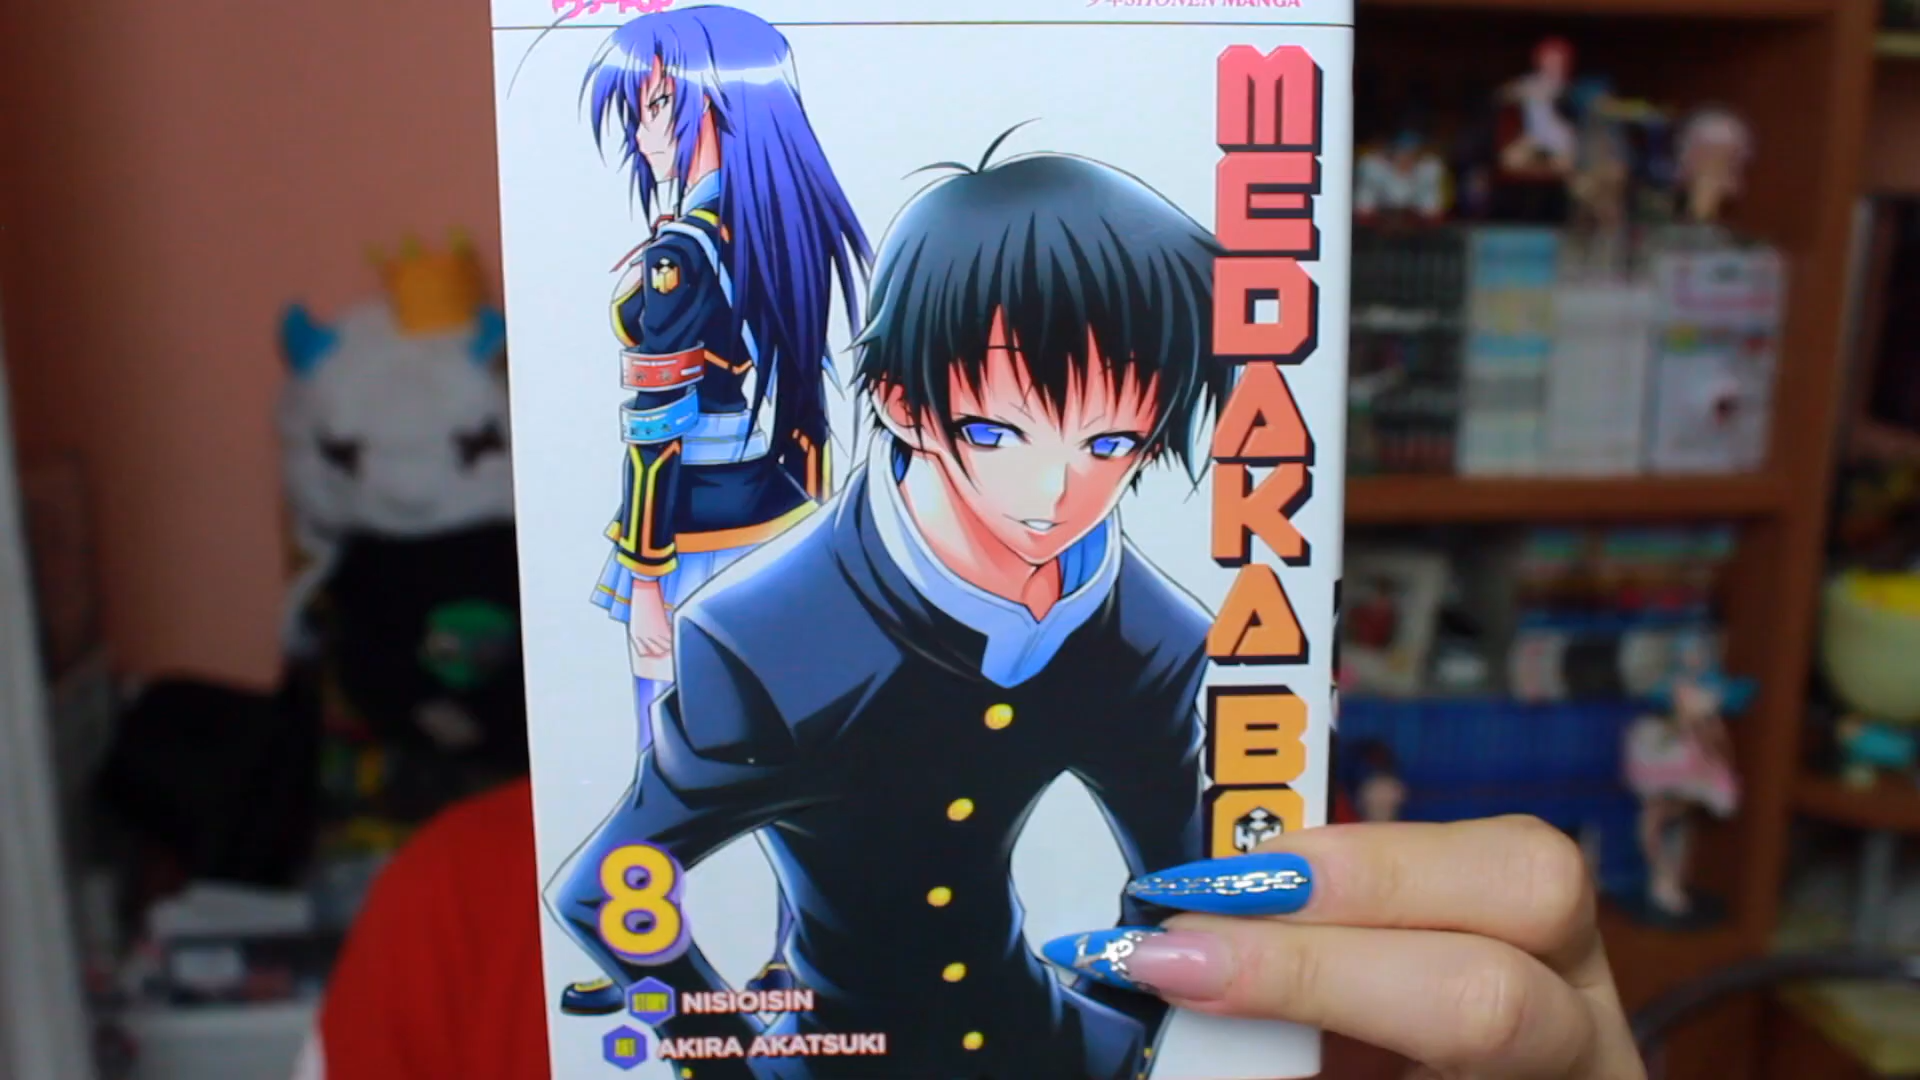 SHONEN MANGA
MEDAKA BO
8
STORY NISIOISIN
ART AKIRA AKATSUKI